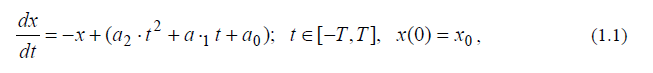 dx/dt = −x + (a₂ · t² + a ·₁ t + a₀); t ∈ [−T, T], x(0) = x₀, (1.1)